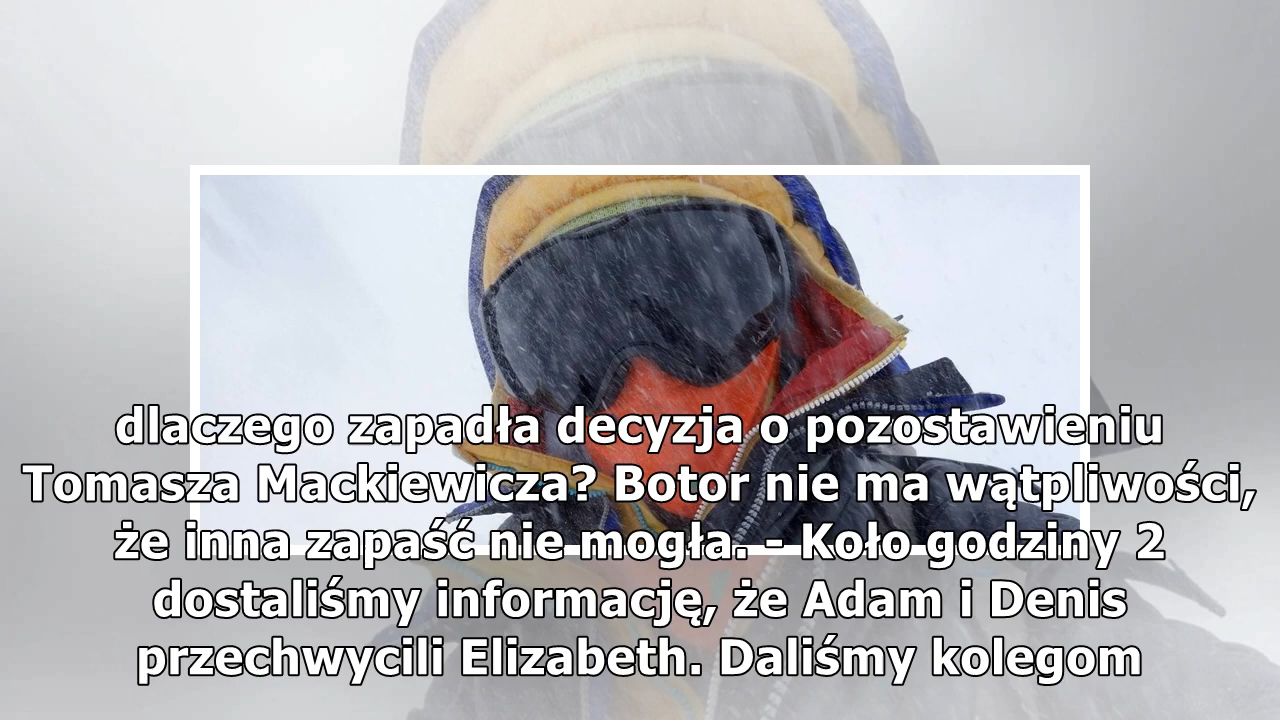 dlaczego zapadła decyzja o pozostawieniu
Tomasza Mackiewicza? Botor nie ma wątpliwości,
że inna zapaść nie mogła. - Koło godziny 2
dostaliśmy informację, że Adam i Denis
przechwycili Elizabeth. Daliśmy kolegom